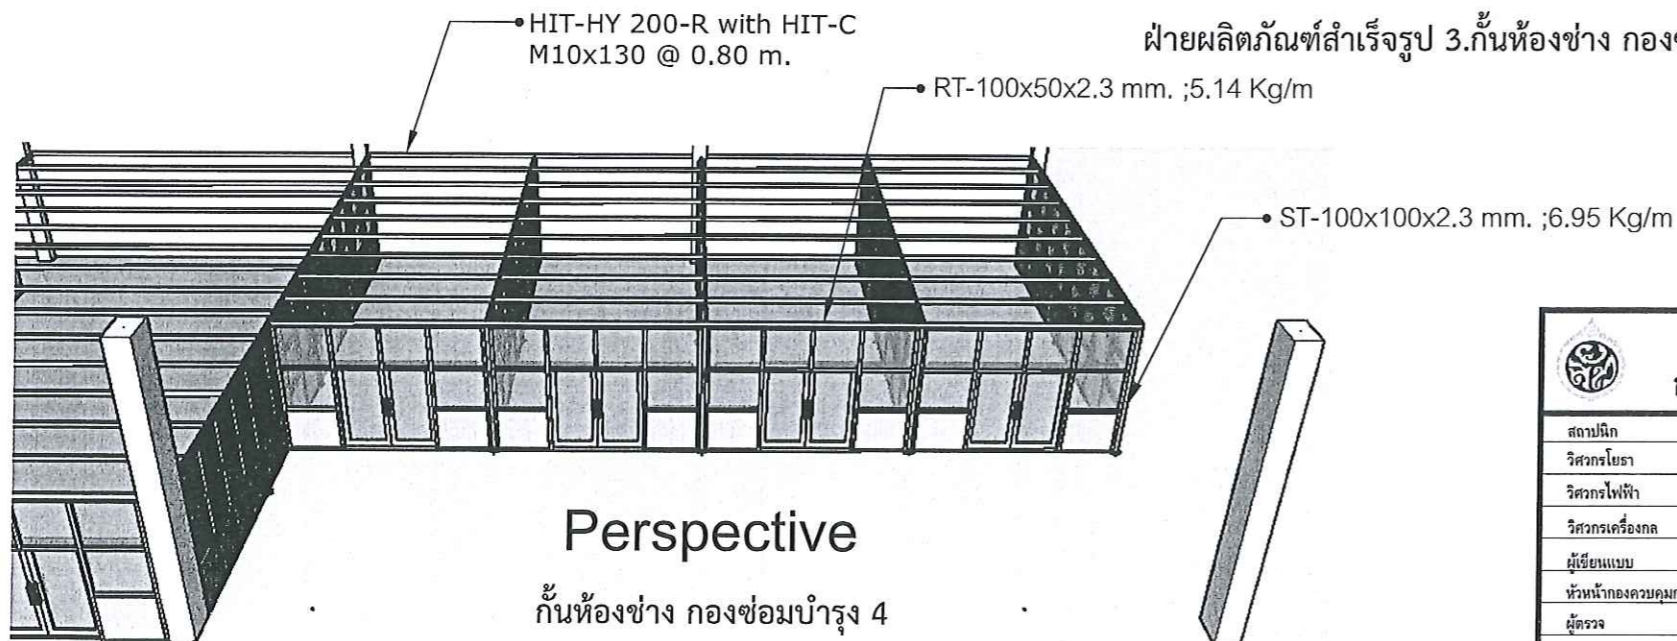 HIT-HY 200-R with HIT-C
M10x130 @ 0.80 m.
ฝ่ายผลิตภัณฑ์สำเร็จรูป 3.กั้นห้องช่าง
RT-100x50x2.3 mm. ;5.14 Kg/m
ST-100x100x2.3 mm. ;6.95 Kg/m
สถาปนิก
วิศวกรโยธา
วิศวกรไฟฟ้า
วิศวกรเครื่องกล
ผู้เขียนแบบ
ผู้ตรวจ
Perspective
กั้นห้องช่าง กองซ่อมบำรุง 4